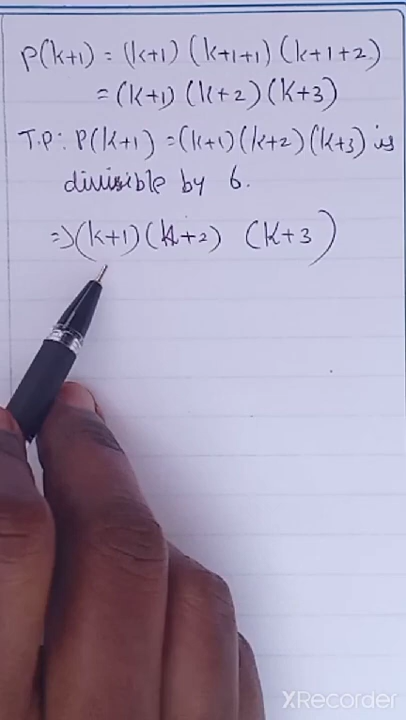 P(k+1) = (k+1) (k+1+1) (k+1+2)
= (k+1) (k+2) (k+3)
T.P: P(k+1) = (k+1) (k+2) (k+3) is
divisible by 6.
⇒ (k+1) (k+2) (k+3)
XRecorder